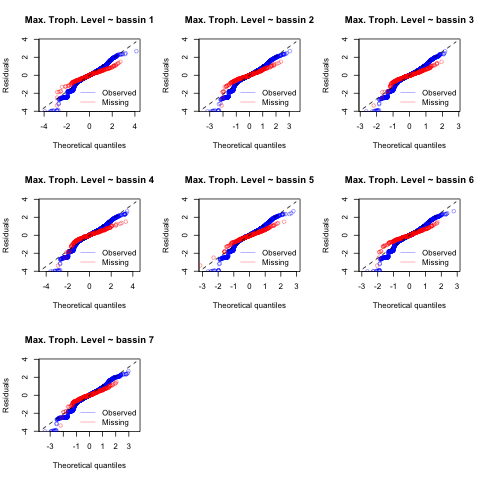 Max. Troph. Level ~ bassin 1
Max. Troph. Level ~ bassin 2
Max. Troph. Level ~ bassin 3
Residuals
4
2
0
-2
-4
Observed
Missing
-4 -2 0 2 4
Theoretical quantiles
Residuals
4
2
0
-2
-4
Observed
Missing
-3 -2 -1 0 1 2 3
Theoretical quantiles
Residuals
4
2
0
-2
-4
Observed
Missing
-3 -2 -1 0 1 2 3
Theoretical quantiles
Max. Troph. Level ~ bassin 4
Max. Troph. Level ~ bassin 5
Max. Troph. Level ~ bassin 6
Residuals
4
2
0
-2
-4
Observed
Missing
-4 -2 0 2 4
Theoretical quantiles
Residuals
4
2
0
-2
-4
Observed
Missing
-3 -2 -1 0 1 2 3
Theoretical quantiles
Residuals
4
2
0
-2
-4
Observed
Missing
-3 -2 -1 0 1 2 3
Theoretical quantiles
Max. Troph. Level ~ bassin 7
Residuals
4
2
0
-2
-4
Observed
Missing
-3 -1 0 1 2 3
Theoretical quantiles